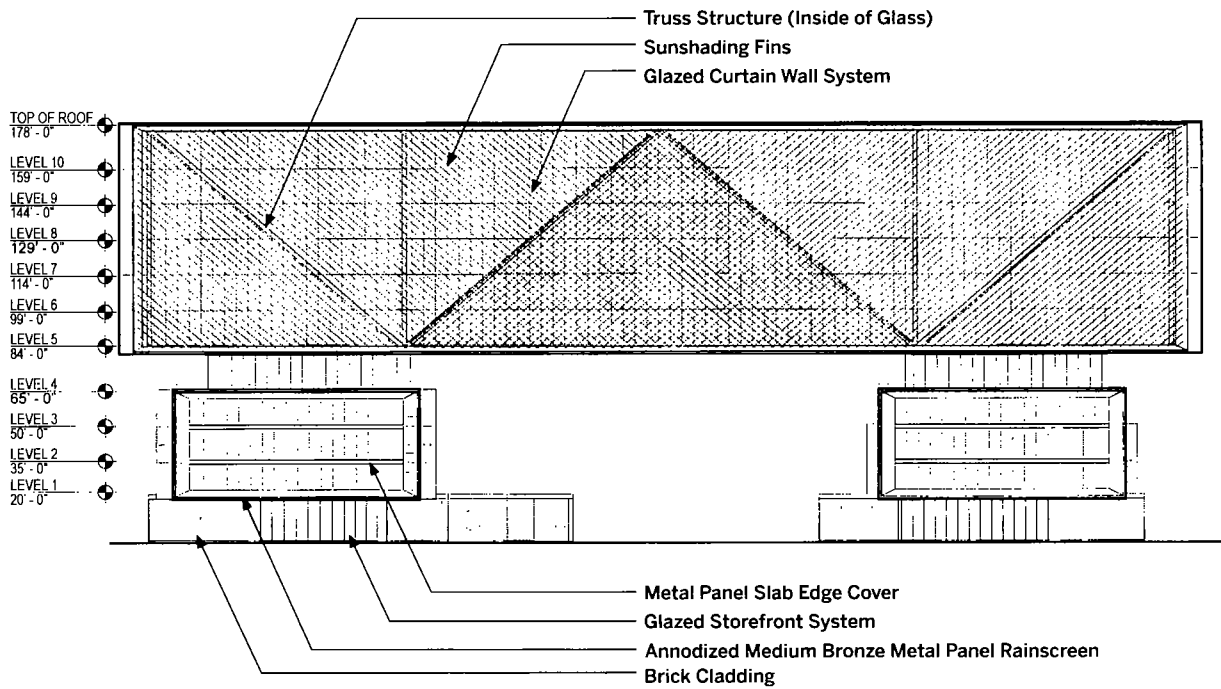 Truss Structure (Inside of Glass)
Sunshading Fins
Glazed Curtain Wall System
TOP OF ROOF
178' - 0"
LEVEL 10
159' - 0"
LEVEL 9
144' - 0"
LEVEL 8
129' - 0"
LEVEL 7
114' - 0"
LEVEL 6
99' - 0"
LEVEL 5
84' - 0"
LEVEL 4
65' - 0"
LEVEL 3
50' - 0"
LEVEL 2
35' - 0"
LEVEL 1
20' - 0"
Metal Panel Slab Edge Cover
Glazed Storefront System
Annodized Medium Bronze Metal Panel Rainscreen
Brick Cladding